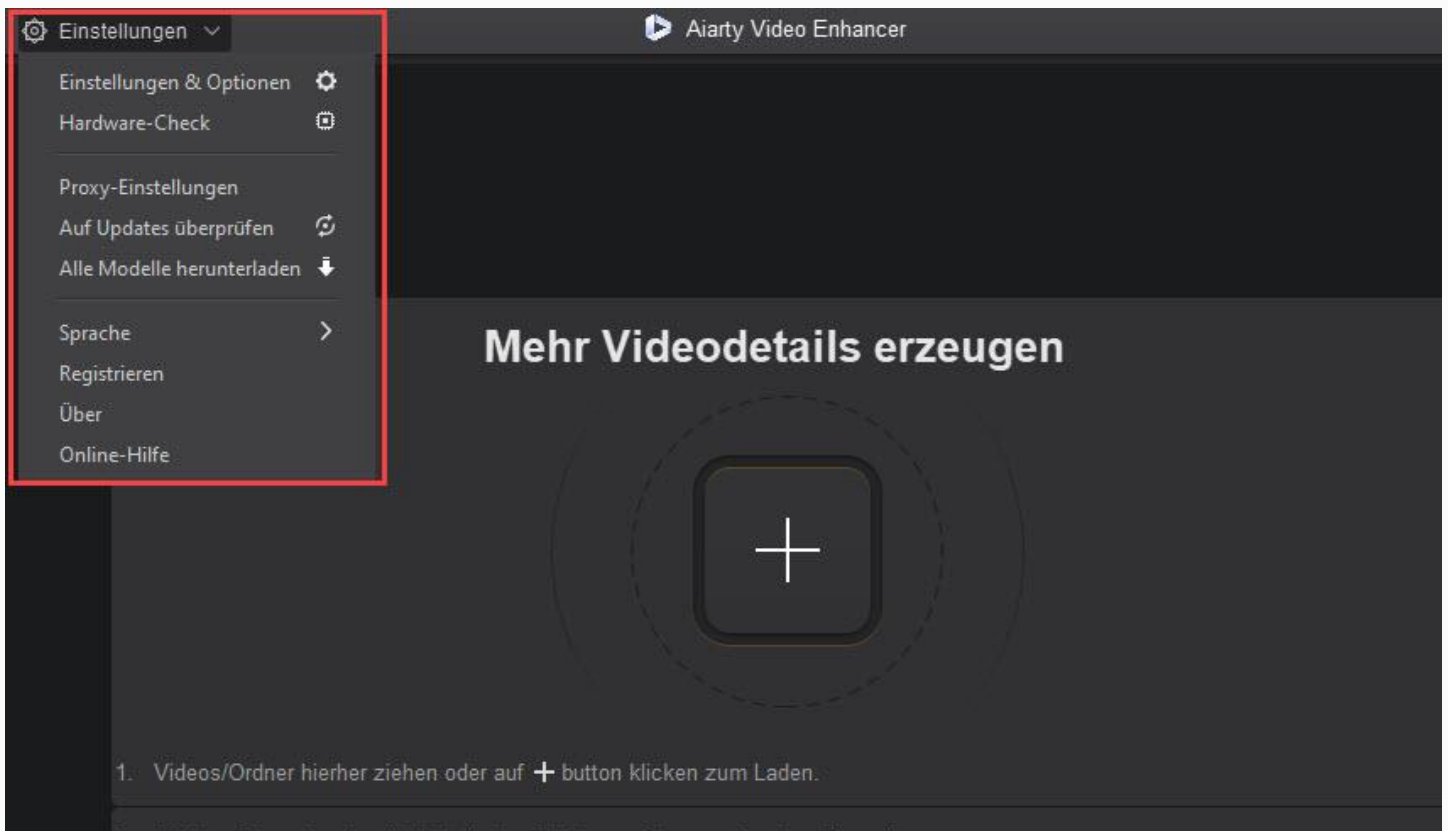 Einstellungen
Aiarty Video Enhancer
Einstellungen & Optionen
Hardware-Check
Proxy-Einstellungen
Auf Updates überprüfen
Alle Modelle herunterladen
Sprache
Registrieren
Über
Online-Hilfe
Mehr Videodetails erzeugen
1. Videos/Ordner hierher ziehen oder auf + button klicken zum Laden.